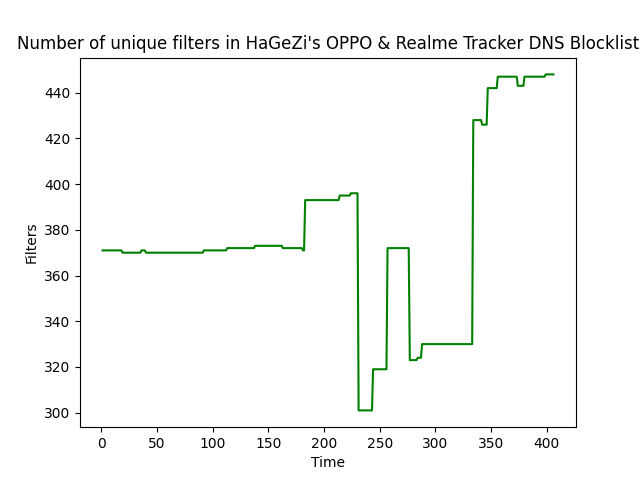 Number of unique filters in HaGeZi's OPPO & Realme Tracker DNS Blocklist
Filters
440
420
400
380
360
340
320
300
0 50 100 150 200 250 300 350 400
Time